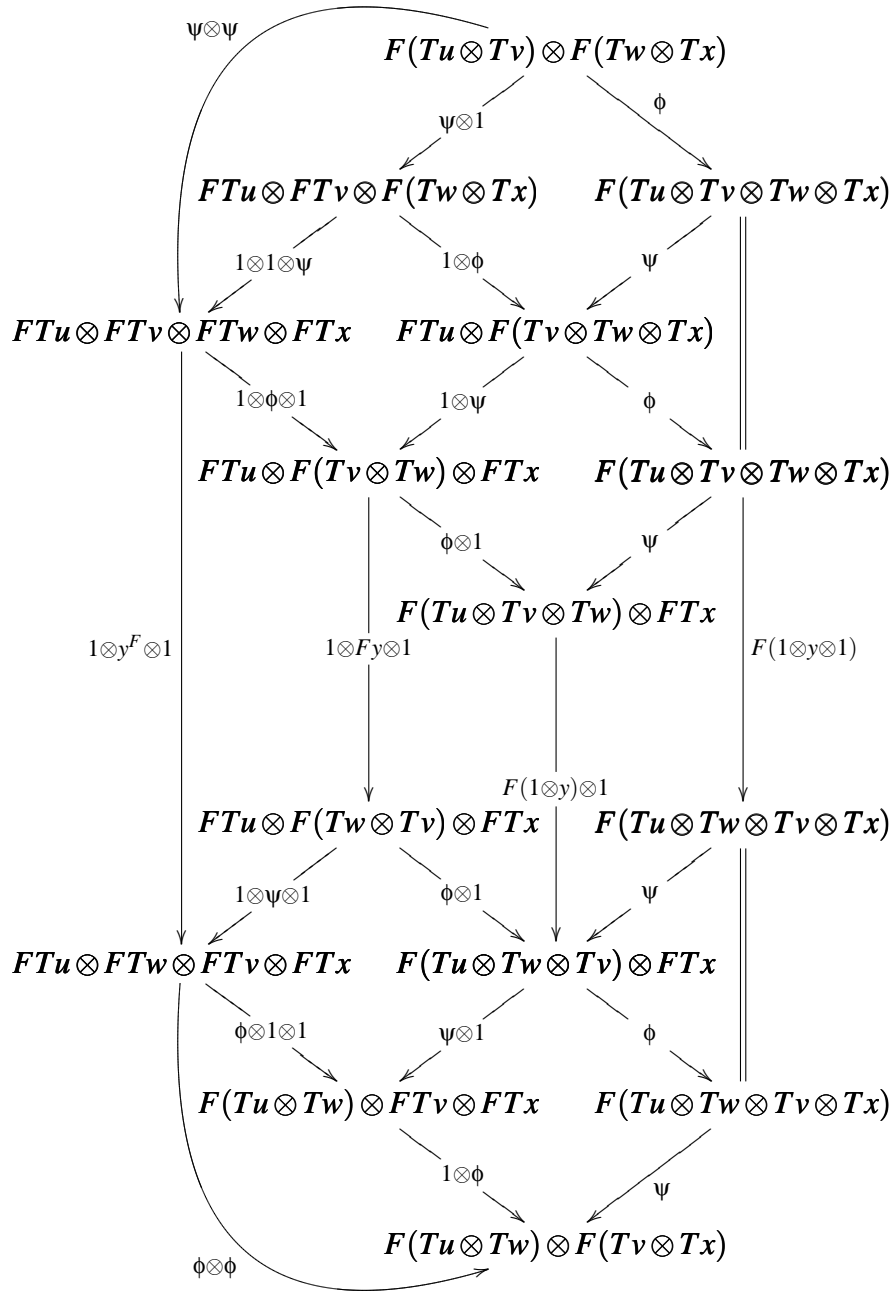 ψ⊗ψ
F(Tu ⊗ Tv) ⊗ F(Tw ⊗ Tx)
ψ⊗1 ϕ
FTu ⊗ FTv ⊗ F(Tw ⊗ Tx) F(Tu ⊗ Tv ⊗ Tw ⊗ Tx)
1⊗1⊗ψ 1⊗ϕ ψ
FTu ⊗ FTv ⊗ FTw ⊗ FTx FTu ⊗ F(Tv ⊗ Tw ⊗ Tx)
1⊗ϕ⊗1 1⊗ψ ϕ
FTu ⊗ F(Tv ⊗ Tw) ⊗ FTx F(Tu ⊗ Tv ⊗ Tw ⊗ Tx)
ϕ⊗1 ψ
F(Tu ⊗ Tv ⊗ Tw) ⊗ FTx
1⊗y^F⊗1 1⊗Fy⊗1 F(1⊗y⊗1)
F(1⊗y)⊗1
FTu ⊗ F(Tw ⊗ Tv) ⊗ FTx F(Tu ⊗ Tw ⊗ Tv ⊗ Tx)
1⊗ψ⊗1 ϕ⊗1 ψ
FTu ⊗ FTw ⊗ FTv ⊗ FTx F(Tu ⊗ Tw ⊗ Tv) ⊗ FTx
ϕ⊗1⊗1 ψ⊗1 ϕ
F(Tu ⊗ Tw) ⊗ FTv ⊗ FTx F(Tu ⊗ Tw ⊗ Tv ⊗ Tx)
1⊗ϕ ψ
F(Tu ⊗ Tw) ⊗ F(Tv ⊗ Tx)
ϕ⊗ϕ